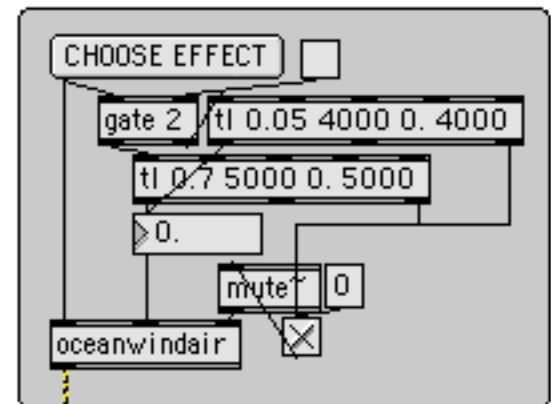 CHOOSE EFFECT
gate 2 tl 0.05 4000 0. 4000
tl 0.7 5000 0. 5000
0.
mute~ 0
oceanwindair